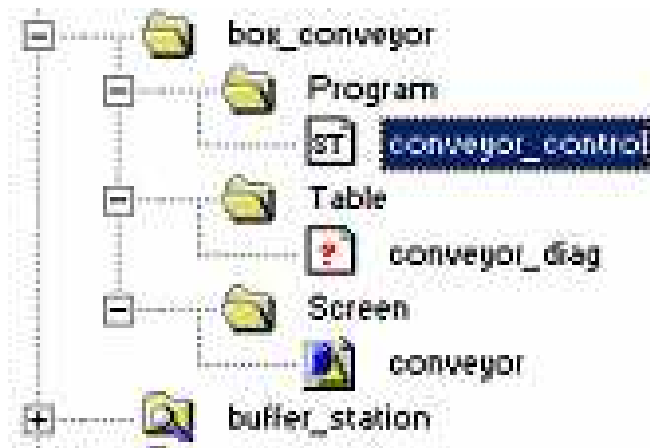 box_conveyor
Program
ST conveyor_control
Table
? conveyor_diag
Screen
conveyor
buffer_station